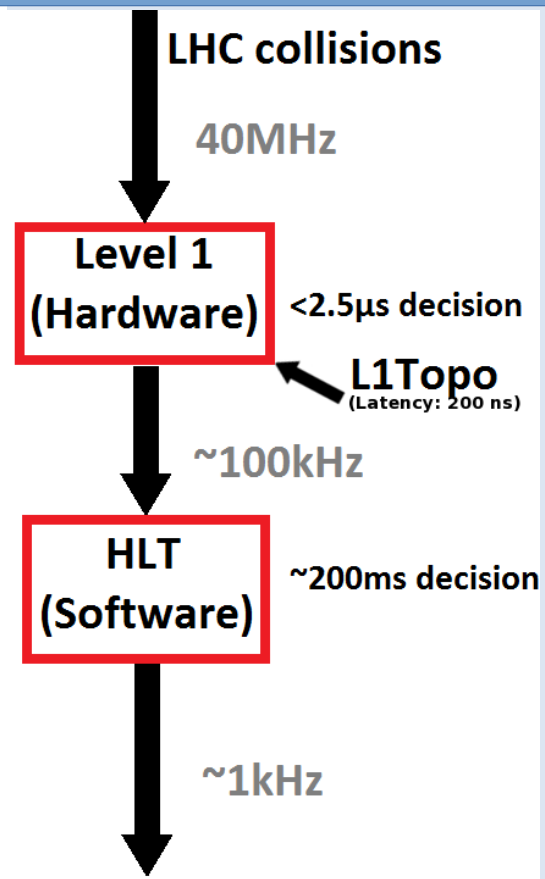 LHC collisions
40MHz
Level 1
(Hardware)
<2.5µs decision
L1Topo
(Latency: 200 ns)
~100kHz
HLT
(Software)
~200ms decision
~1kHz